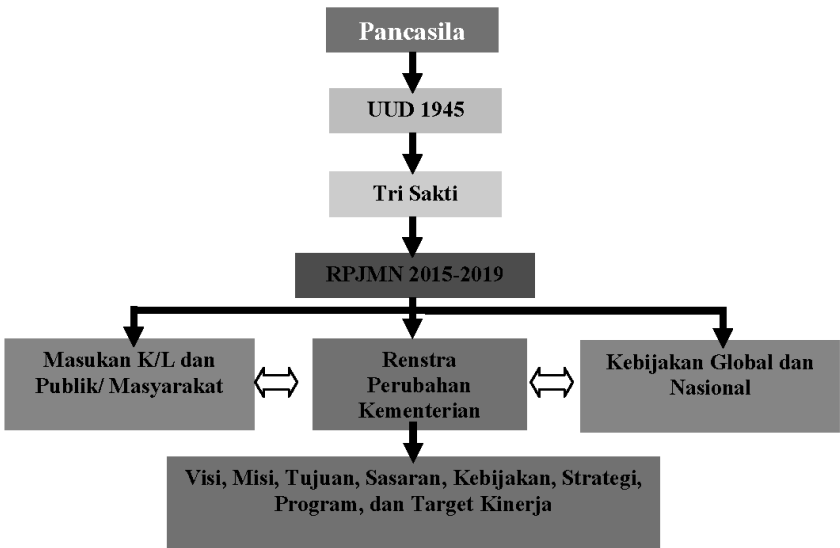 Pancasila
UUD 1945
Tri Sakti
RPJMN 2015-2019
Masukan K/L dan
Publik/ Masyarakat
Renstra
Perubahan
Kementerian
Kebijakan Global dan
Nasional
Visi, Misi, Tujuan, Sasaran, Kebijakan, Strategi,
Program, dan Target Kinerja